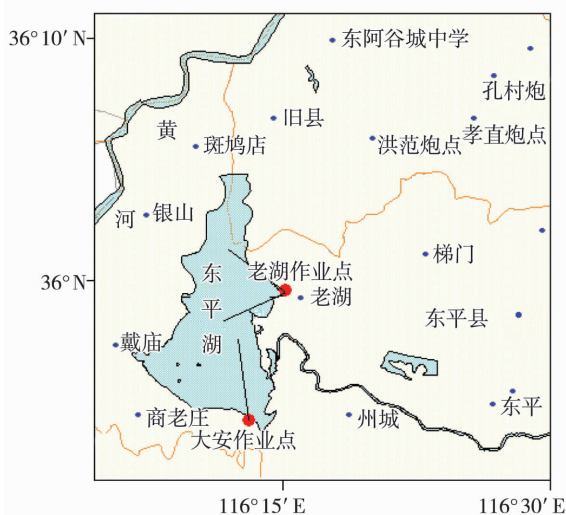 36°10′ N
东阿谷城中学
孔村炮
黄
旧县
孝直炮点
斑鸠店
洪范炮点
河
银山
梯门
36° N
东
平
湖
老湖作业点
老湖
东平县
戴庙
商老庄
大安作业点
州城
东平
116°15′ E
116°30′ E